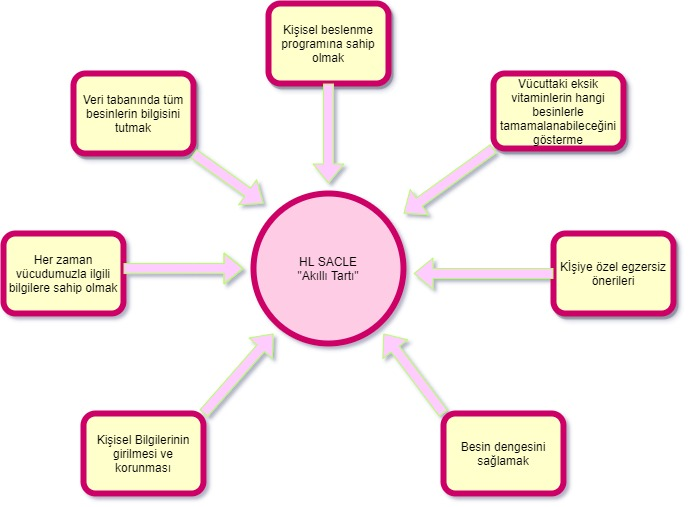 Kişisel beslenme
programına sahip
olmak
Veri tabanında tüm
besinlerin bilgisini
tutmak
Vücuttaki eksik
vitaminlerin hangi
besinlerle
tamamalanabileceğini
gösterme
HL SACLE
"Akıllı Tartı"
Her zaman
vücudumuzla ilgili
bilgilere sahip olmak
Kİşiye özel egzersiz
önerileri
Kişisel Bilgilerinin
girilmesi ve
korunması
Besin dengesini
sağlamak